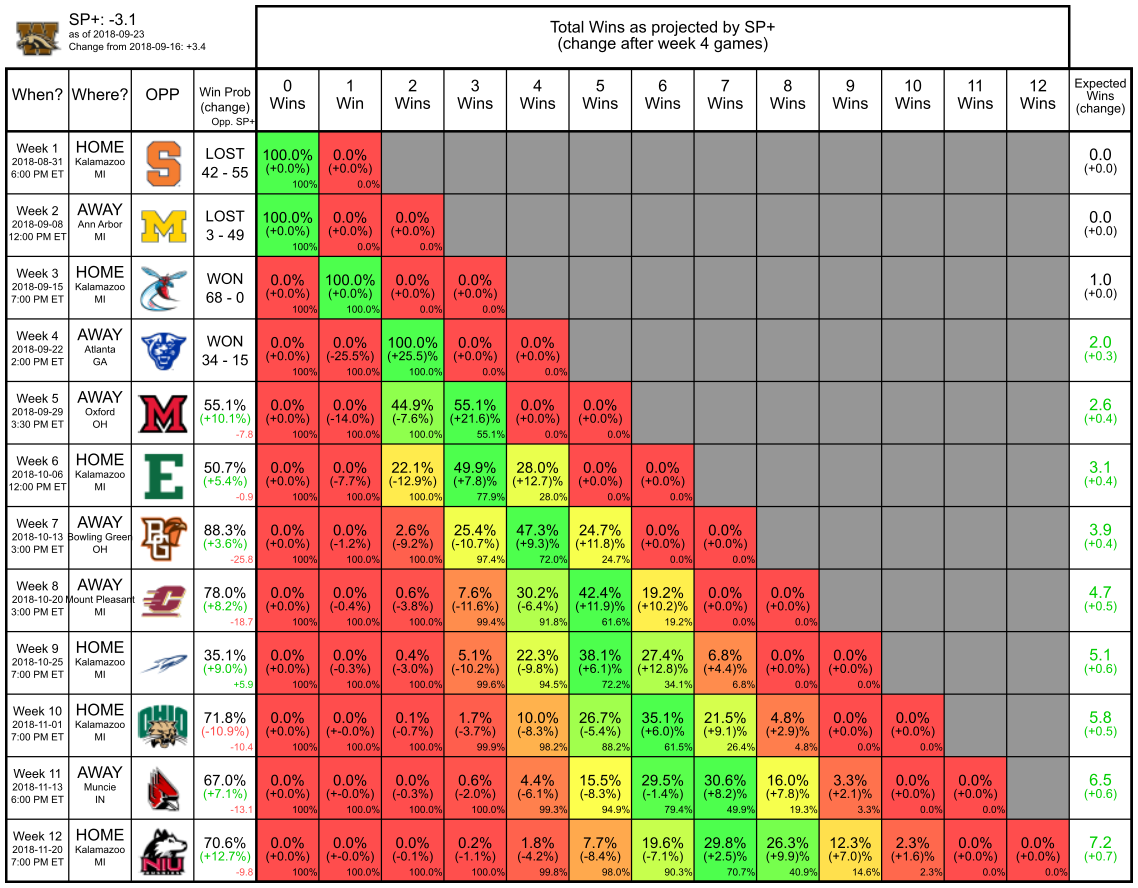 SP+: -3.1
as of 2018-09-23
Change from 2018-09-16: +3.4
Total Wins as projected by SP+
(change after week 4 games)
When? Where? OPP Win Prob (change) Opp. SP+
0 Wins 1 Win 2 Wins 3 Wins 4 Wins 5 Wins 6 Wins 7 Wins 8 Wins 9 Wins 10 Wins 11 Wins 12 Wins
Expected Wins (change)
Week 1 HOME LOST 100.0% 0.0% 0.0
2018-08-31 Kalamazoo S 42 - 55 (+0.0%) (+0.0%) (+0.0)
6:00 PM ET MI 100% 0.0%
Week 2 AWAY LOST 100.0% 0.0% 0.0% 0.0
2018-09-08 Ann Arbor M 3 - 49 (+0.0%) (+0.0%) (+0.0%) (+0.0)
12:00 PM ET MI 100% 0.0% 0.0%
Week 3 HOME WON 0.0% 100.0% 0.0% 0.0% 1.0
2018-09-15 Kalamazoo 68 - 0 (+0.0%) (+0.0%) (+0.0%) (+0.0%) (+0.0)
7:00 PM ET MI 100% 100.0% 0.0% 0.0%
Week 4 AWAY WON 0.0% 0.0% 100.0% 0.0% 0.0% 2.0
2018-09-22 Atlanta 34 - 15 (+0.0%) (-25.5%) (+25.5)% (+0.0%) (+0.0%) (+0.3)
2:00 PM ET GA 100% 100.0% 100.0% 0.0% 0.0%
Week 5 AWAY 55.1% 0.0% 0.0% 44.9% 55.1% 0.0% 0.0% 2.6
2018-09-29 Oxford M (+10.1%) (+0.0%) (-14.0%) (-7.6%) (+21.6)% (+0.0%) (+0.0%) (+0.4)
3:30 PM ET OH -7.8 100% 100.0% 100.0% 55.1% 0.0% 0.0%
Week 6 HOME 50.7% 0.0% 0.0% 22.1% 49.9% 28.0% 0.0% 0.0% 3.1
2018-10-06 Kalamazoo E (+5.4%) (+0.0%) (-7.7%) (-12.9%) (+7.8)% (+12.7)% (+0.0%) (+0.0%) (+0.4)
12:00 PM ET MI -0.9 100% 100.0% 100.0% 77.9% 28.0% 0.0% 0.0%
Week 7 AWAY 88.3% 0.0% 0.0% 2.6% 25.4% 47.3% 24.7% 0.0% 0.0% 3.9
2018-10-13 Bowling Green BG (+3.6%) (+0.0%) (-1.2%) (-9.2%) (-10.7%) (+9.3)% (+11.8)% (+0.0%) (+0.0%) (+0.4)
3:00 PM ET OH -25.8 100% 100.0% 100.0% 97.4% 72.0% 24.7% 0.0% 0.0%
Week 8 AWAY 78.0% 0.0% 0.0% 0.6% 7.6% 30.2% 42.4% 19.2% 0.0% 0.0% 4.7
2018-10-20 Mount Pleasant C (+8.2%) (+0.0%) (-0.4%) (-3.8%) (-11.6%) (-6.4%) (+11.9)% (+10.2)% (+0.0%) (+0.0%) (+0.5)
3:00 PM ET MI -18.7 100% 100.0% 100.0% 99.4% 91.8% 61.6% 19.2% 0.0% 0.0%
Week 9 HOME 35.1% 0.0% 0.0% 0.4% 5.1% 22.3% 38.1% 27.4% 6.8% 0.0% 0.0% 5.1
2018-10-25 Kalamazoo (+9.0%) (+0.0%) (-0.3%) (-3.0%) (-10.2%) (-9.8%) (+6.1)% (+12.8)% (+4.4)% (+0.0%) (+0.0%) (+0.6)
7:00 PM ET MI +5.9 100% 100.0% 100.0% 99.6% 94.5% 72.2% 34.1% 6.8% 0.0% 0.0%
Week 10 HOME 71.8% 0.0% 0.0% 0.1% 1.7% 10.0% 26.7% 35.1% 21.5% 4.8% 0.0% 0.0% 5.8
2018-11-01 Kalamazoo OHIO (-10.9%) (+0.0%) (+-0.0%) (-0.7%) (-3.7%) (-8.3%) (-5.4%) (+6.0)% (+9.1)% (+2.9)% (+0.0%) (+0.0%) (+0.5)
7:00 PM ET MI -10.4 100% 100.0% 100.0% 99.9% 98.2% 88.2% 61.5% 26.4% 4.8% 0.0% 0.0%
Week 11 AWAY 67.0% 0.0% 0.0% 0.0% 0.6% 4.4% 15.5% 29.5% 30.6% 16.0% 3.3% 0.0% 0.0% 6.5
2018-11-13 Muncie (+7.1%) (+0.0%) (+-0.0%) (-0.3%) (-2.0%) (-6.1%) (-8.3%) (-1.4%) (+8.2)% (+7.8)% (+2.1)% (+0.0%) (+0.0%) (+0.6)
6:00 PM ET IN -13.1 100% 100.0% 100.0% 100.0% 99.3% 94.9% 79.4% 49.9% 19.3% 3.3% 0.0% 0.0%
Week 12 HOME 70.6% 0.0% 0.0% 0.0% 0.2% 1.8% 7.7% 19.6% 29.8% 26.3% 12.3% 2.3% 0.0% 0.0% 7.2
2018-11-20 Kalamazoo NIU (+12.7%) (+0.0%) (+-0.0%) (-0.1%) (-1.1%) (-4.2%) (-8.4%) (-7.1%) (+2.5)% (+9.9)% (+7.0)% (+1.6)% (+0.0%) (+0.0%) (+0.7)
7:00 PM ET MI -9.8 100% 100.0% 100.0% 100.0% 99.8% 98.0% 90.3% 70.7% 40.9% 14.6% 2.3% 0.0% 0.0%